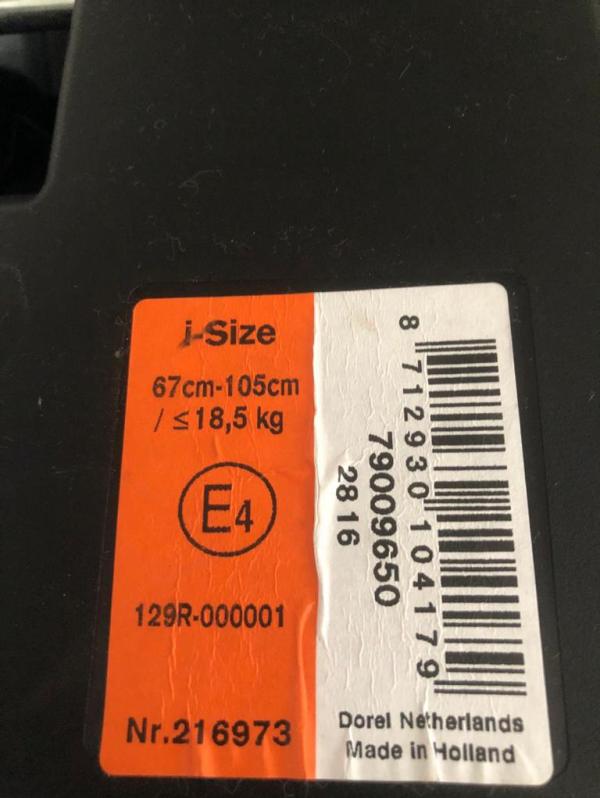 i-Size
67cm-105cm
/ ≤18,5 kg
E4
129R-000001
Nr.216973
8 712930 104179
79009650
28 16
Dorel Netherlands
Made in Holland